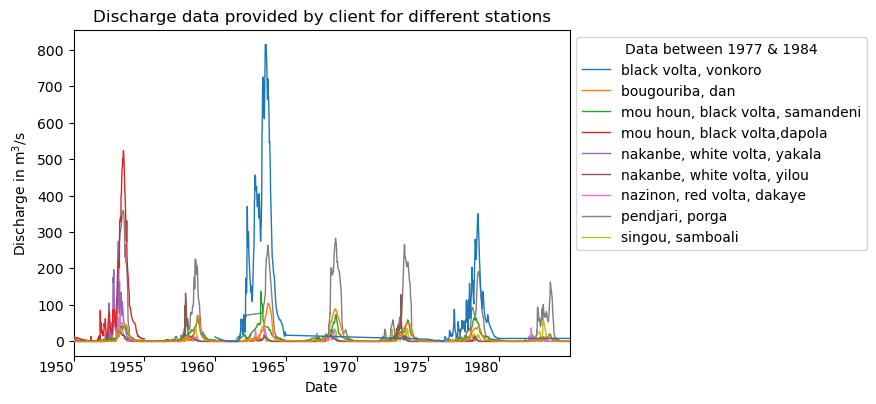 Discharge data provided by client for different stations
800
700
600
500
400
300
200
100
0
Discharge in m³/s
1950 1955 1960 1965 1970 1975 1980
Date
Data between 1977 & 1984
black volta, vonkoro
bougouriba, dan
mou houn, black volta, samandeni
mou houn, black volta,dapola
nakanbe, white volta, yakala
nakanbe, white volta, yilou
nazinon, red volta, dakaye
pendjari, porga
singou, samboali